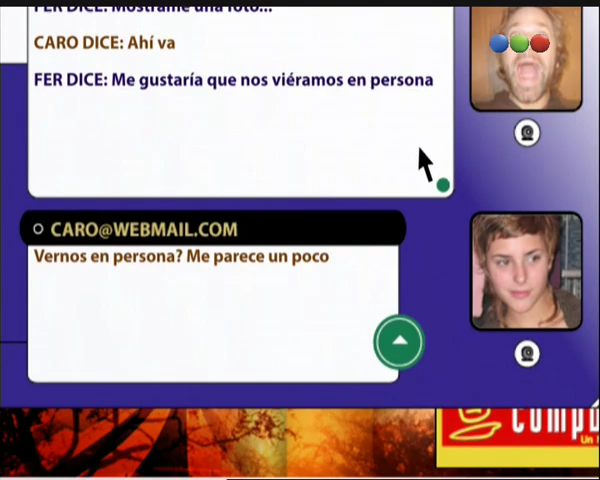 FER DICE: Mostrame una foto...
CARO DICE: Ahí va
FER DICE: Me gustaría que nos viéramos en persona
CARO@WEBMAIL.COM
Vernos en persona? Me parece un poco
Un